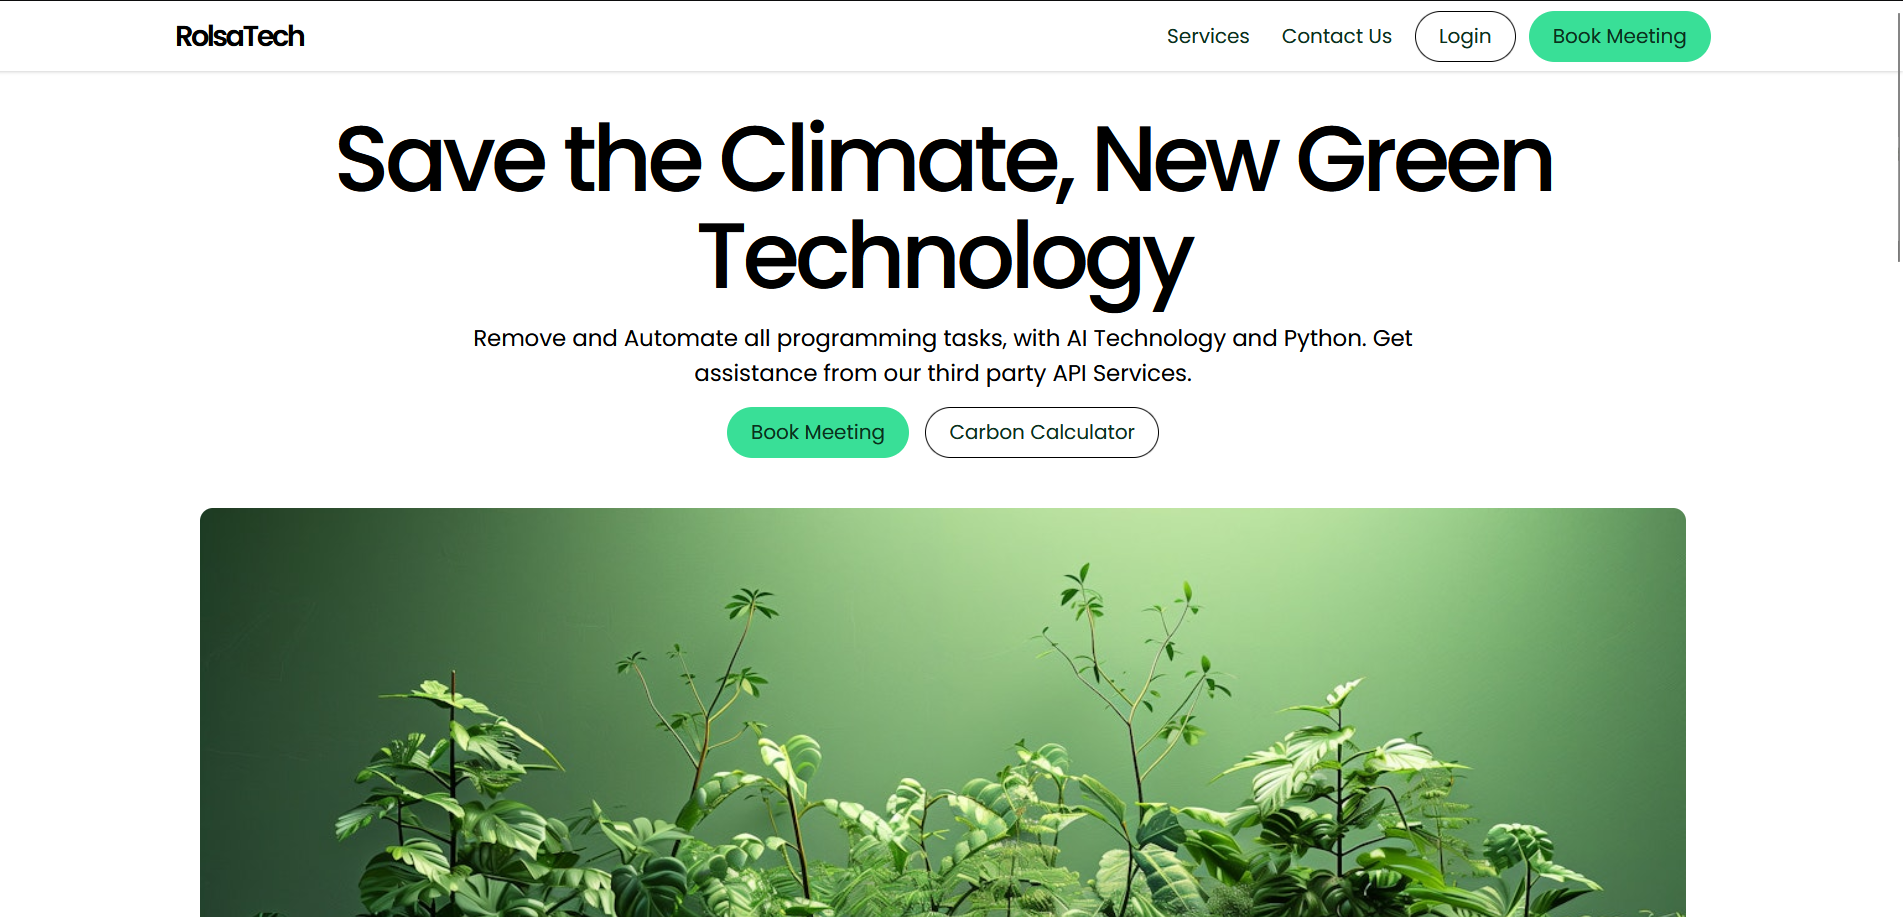 RolsaTech
Services
Contact Us
Login
Book Meeting
Save the Climate, New Green
Technology
Remove and Automate all programming tasks, with AI Technology and Python. Get
assistance from our third party API Services.
Book Meeting
Carbon Calculator